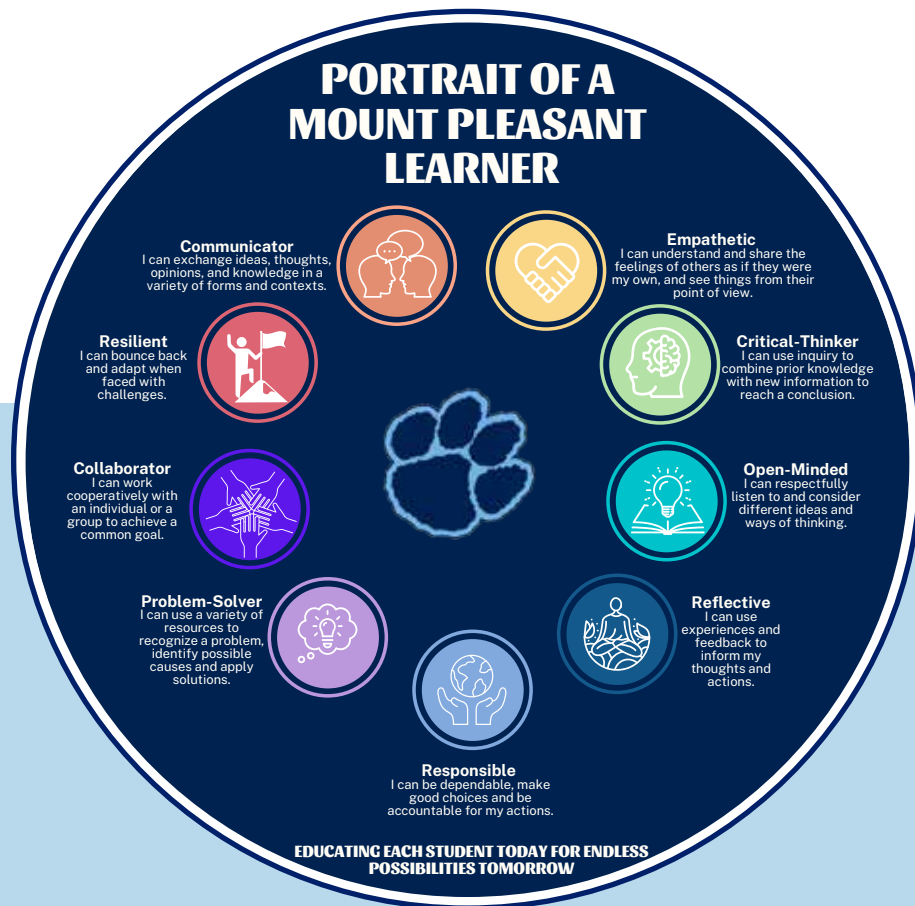 PORTRAIT OF A
MOUNT PLEASANT
LEARNER
Communicator
I can exchange ideas, thoughts,
opinions, and knowledge in a
variety of forms and contexts.
Empathetic
I can understand and share the
feelings of others as if they were
my own, and see things from their
point of view.
Resilient
I can bounce back
and adapt when
faced with
challenges.
Critical-Thinker
I can use inquiry to
combine prior knowledge
with new information to
reach a conclusion.
Collaborator
I can work
cooperatively with
an individual or a
group to achieve a
common goal.
Open-Minded
I can respectfully
listen to and consider
different ideas and
ways of thinking.
Problem-Solver
I can use a variety of
resources to
recognize a problem,
identify possible
causes and apply
solutions.
Reflective
I can use
experiences and
feedback to
inform my
thoughts and
actions.
Responsible
I can be dependable, make
good choices and be
accountable for my actions.
EDUCATING EACH STUDENT TODAY FOR ENDLESS
POSSIBILITIES TOMORROW